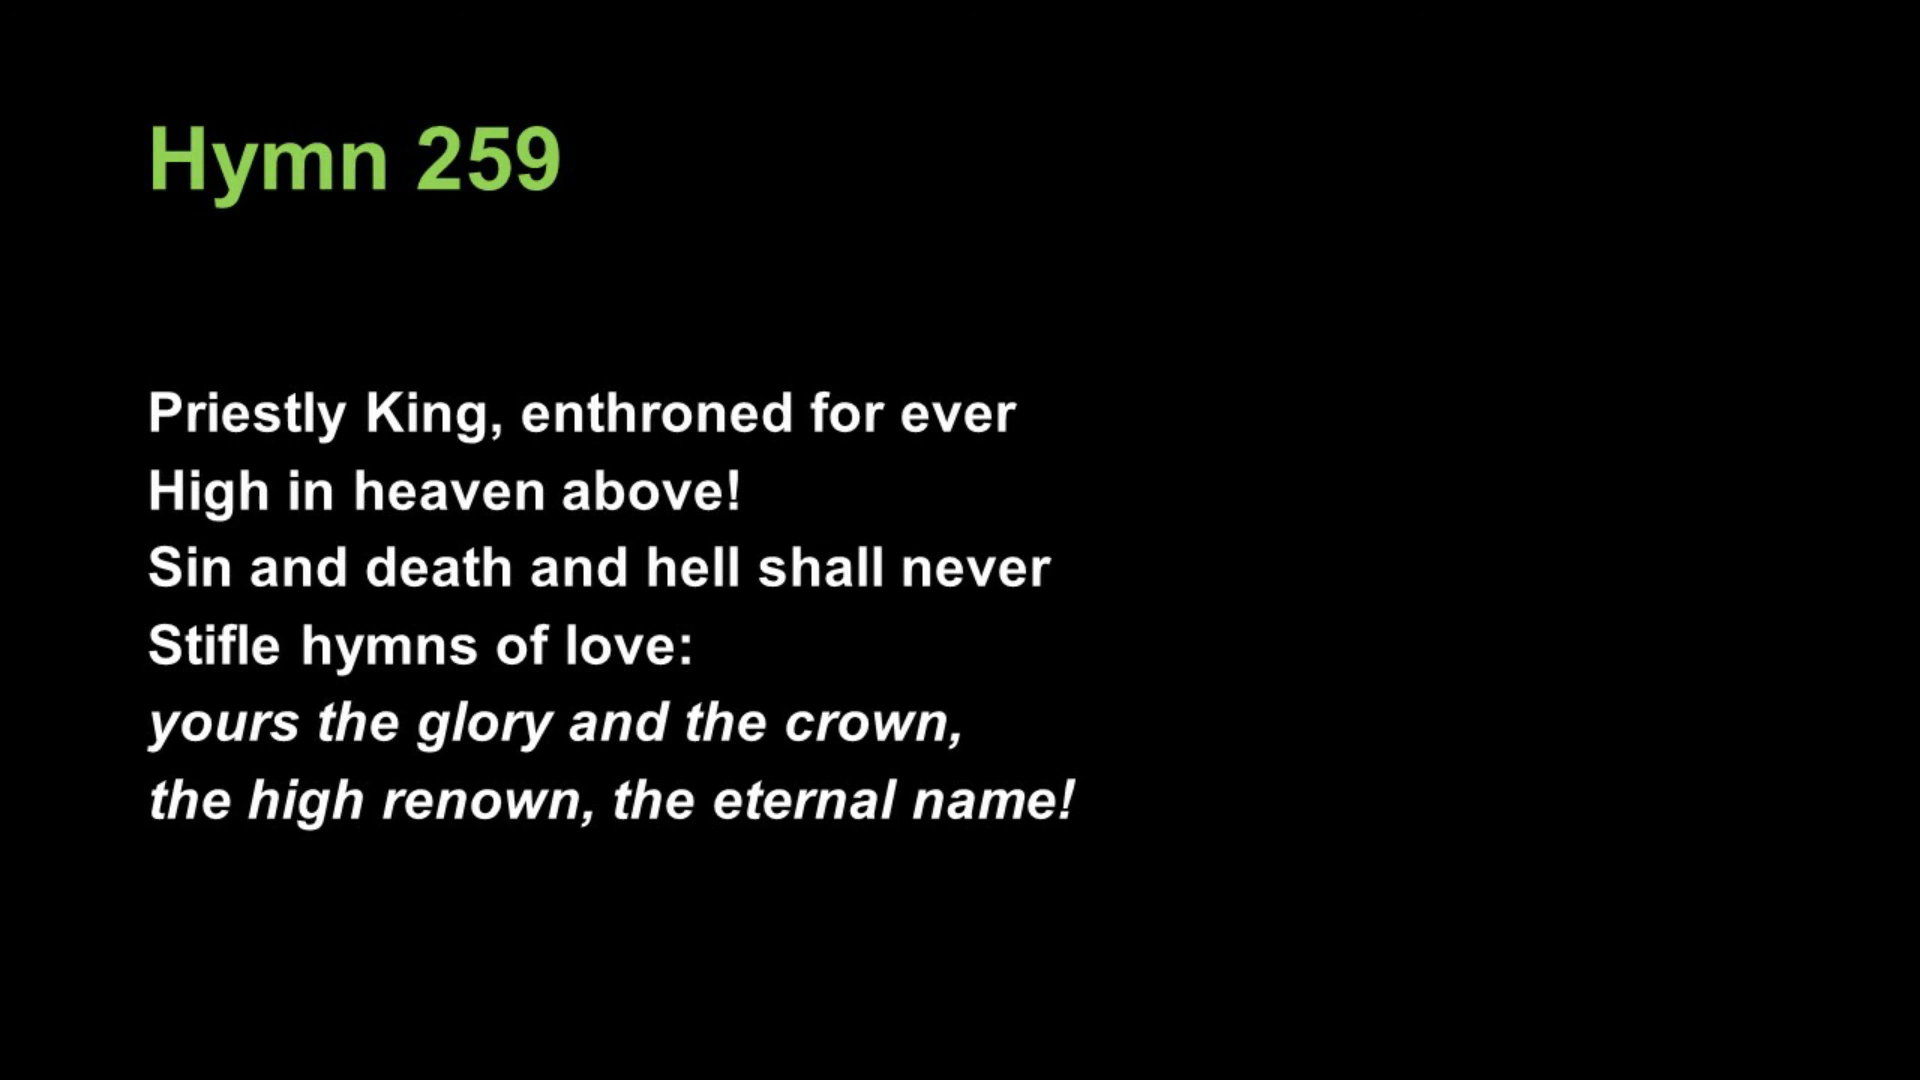 Hymn 259
Priestly King, enthroned for ever
High in heaven above!
Sin and death and hell shall never
Stifle hymns of love:
yours the glory and the crown,
the high renown, the eternal name!